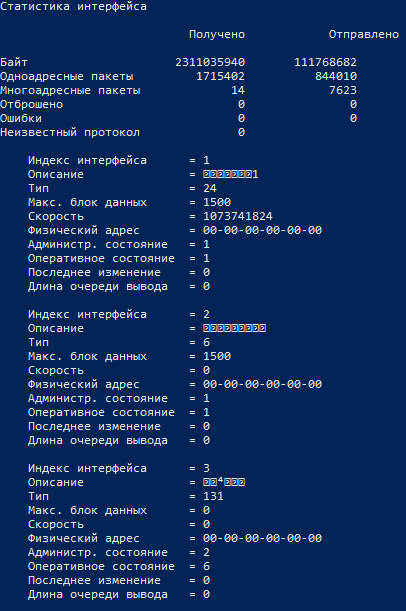 Статистика интерфейса
Получено Отправлено
Байт 2311035940 111768682
Одноадресные пакеты 1715402 844010
Многоадресные пакеты 14 7623
Отброшено 0 0
Ошибки 0 0
Неизвестный протокол 0
Индекс интерфейса = 1
Описание = 1
Тип = 24
Макс. блок данных = 1500
Скорость = 1073741824
Физический адрес = 00-00-00-00-00-00
Администр. состояние = 1
Оперативное состояние = 1
Последнее изменение = 0
Длина очереди вывода = 0
Индекс интерфейса = 2
Описание =
Тип = 6
Макс. блок данных = 1500
Скорость = 0
Физический адрес = 00-00-00-00-00-00
Администр. состояние = 1
Оперативное состояние = 1
Последнее изменение = 0
Длина очереди вывода = 0
Индекс интерфейса = 3
Описание = ⁴
Тип = 131
Макс. блок данных = 0
Скорость = 0
Физический адрес = 00-00-00-00-00-00
Администр. состояние = 2
Оперативное состояние = 6
Последнее изменение = 0
Длина очереди вывода = 0